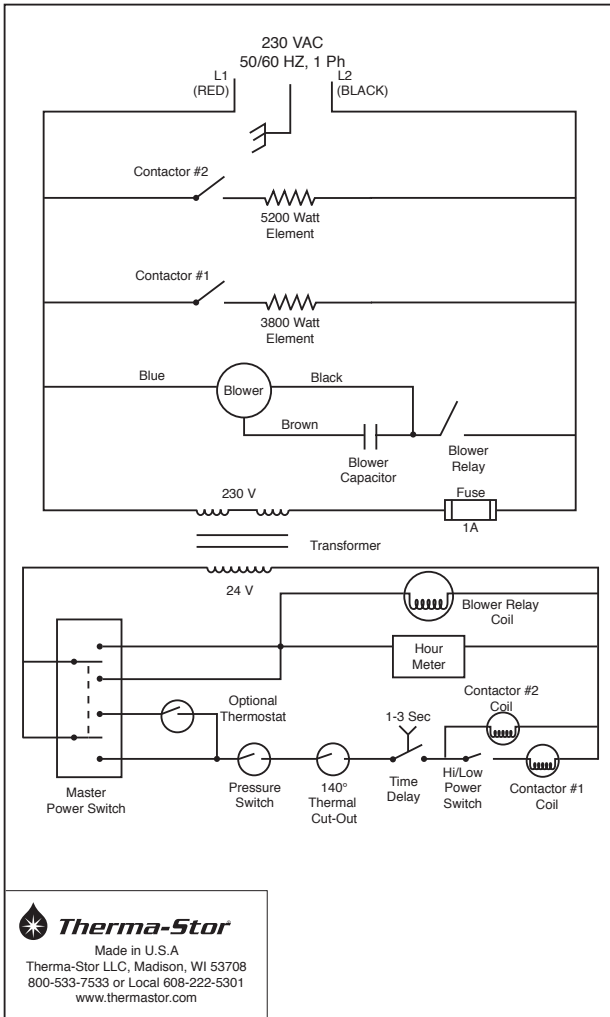 230 VAC
50/60 HZ, 1 Ph
L1
(RED)
L2
(BLACK)
Contactor #2
5200 Watt
Element
Contactor #1
3800 Watt
Element
Blue
Blower
Black
Brown
Blower
Capacitor
Blower
Relay
230 V
Fuse
1A
Transformer
24 V
Blower Relay
Coil
Hour
Meter
Optional
Thermostat
Contactor #2
Coil
1-3 Sec
Master
Power Switch
Pressure
Switch
140°
Thermal
Cut-Out
Time
Delay
Hi/Low
Power
Switch
Contactor #1
Coil
Therma-Stor
Made in U.S.A
Therma-Stor LLC, Madison, WI 53708
800-533-7533 or Local 608-222-5301
www.thermastor.com